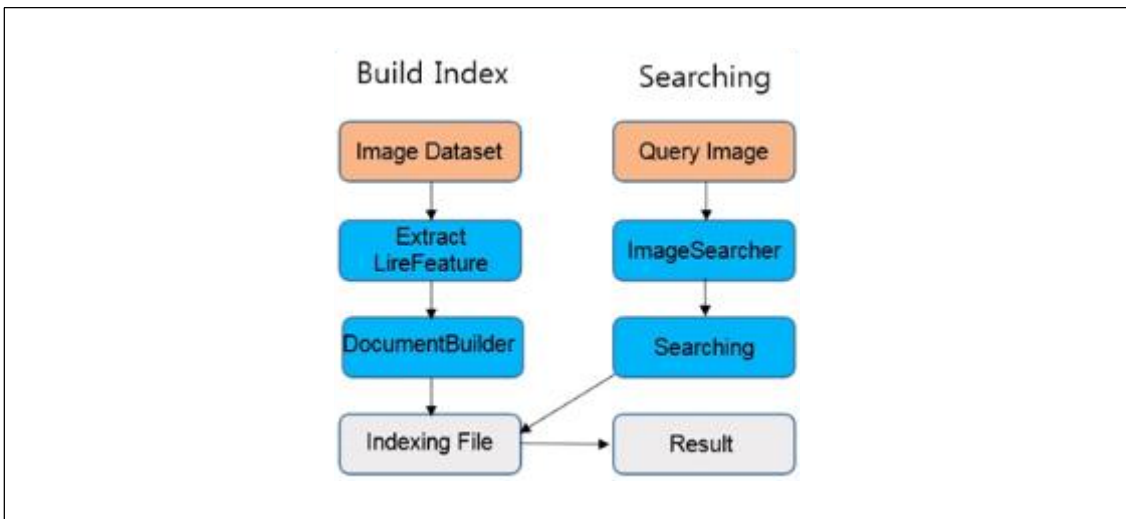 Build Index
Searching
Image Dataset
Query Image
Extract
LireFeature
ImageSearcher
DocumentBuilder
Searching
Indexing File
Result